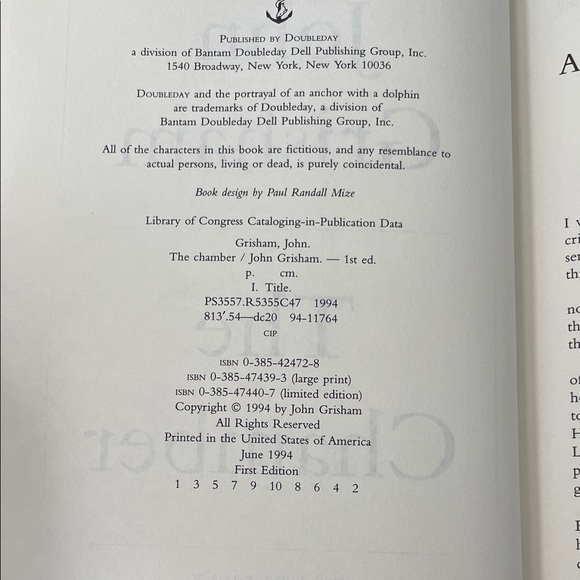 Published by Doubleday
a division of Bantam Doubleday Dell Publishing Group, Inc.
1540 Broadway, New York, New York 10036
Doubleday and the portrayal of an anchor with a dolphin
are trademarks of Doubleday, a division of
Bantam Doubleday Dell Publishing Group, Inc.
All of the characters in this book are fictitious, and any resemblance to
actual persons, living or dead, is purely coincidental.
Book design by Paul Randall Mize
Library of Congress Cataloging-in-Publication Data
Grisham, John.
The chamber / John Grisham. — 1st ed.
p. cm.
I. Title.
PS3557.R5355C47 1994
813′.54—dc20 94-11764
CIP
ISBN 0-385-42472-8
ISBN 0-385-47439-3 (large print)
ISBN 0-385-47440-7 (limited edition)
Copyright © 1994 by John Grisham
All Rights Reserved
Printed in the United States of America
June 1994
First Edition
1 3 5 7 9 10 8 6 4 2
John
Grisham
The
Chamber
A
I